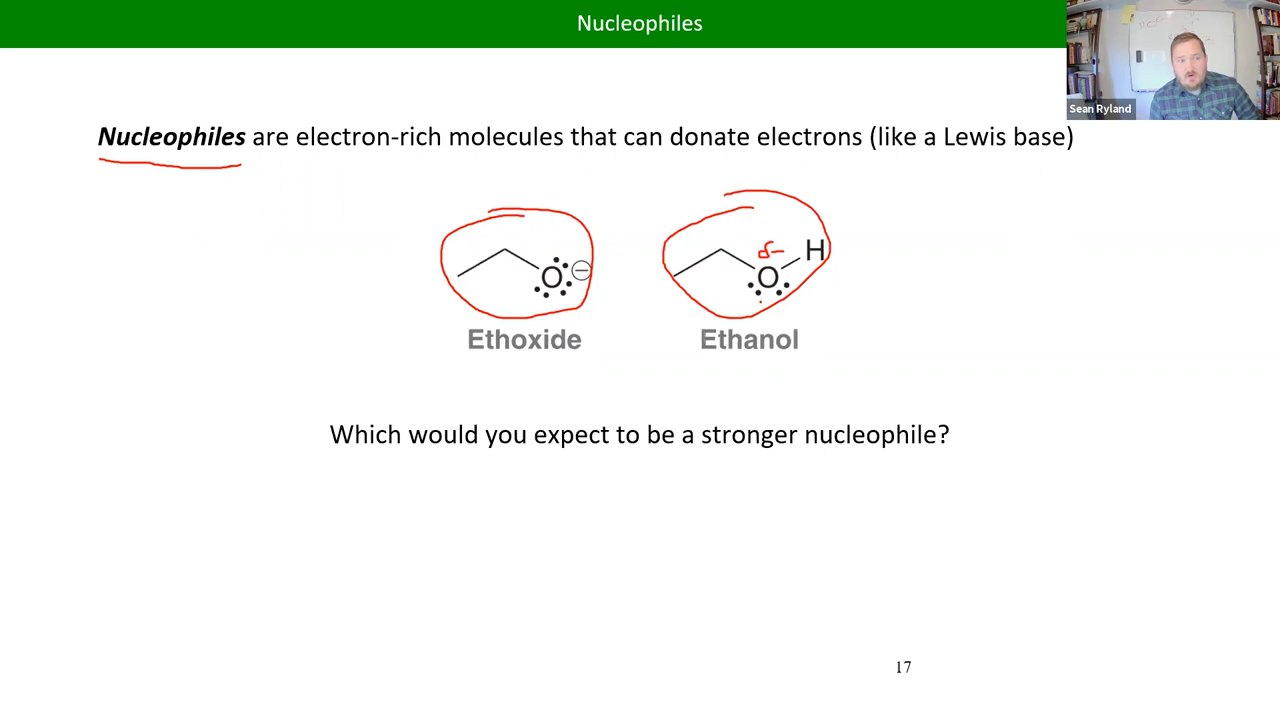 Nucleophiles
Sean Ryland
Nucleophiles are electron-rich molecules that can donate electrons (like a Lewis base)
O ⊖
δ- O H
Ethoxide Ethanol
Which would you expect to be a stronger nucleophile?
17